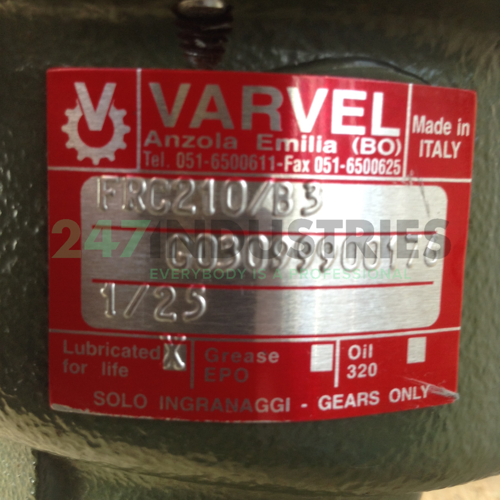 V VARVEL
Anzola Emilia (BO)
Tel. 051-6500611-Fax 051-6500625
Made in
ITALY
FRC210/B3
1/25
247INDUSTRIES
EVERYBODY IS A PROFESSIONAL
Lubricated X
for life
Grease
EPO
Oil
320
SOLO INGRANAGGI - GEARS ONLY